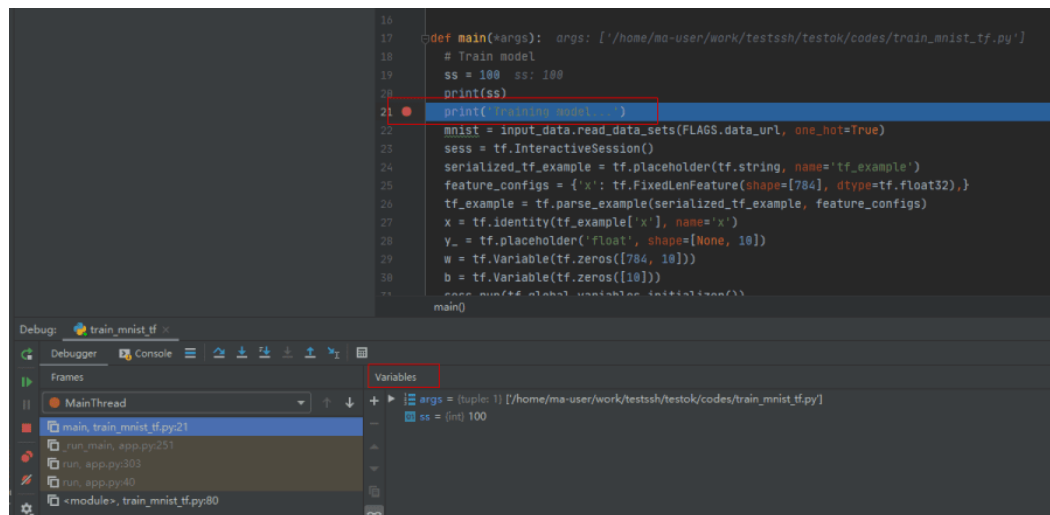 16
17 def main(*args): args: ['/home/ma-user/work/testssh/testok/codes/train_mnist_tf.py']
18 # Train model
19 ss = 100 ss: 100
20 print(ss)
21 print('Training model...')
22 mnist = input_data.read_data_sets(FLAGS.data_url, one_hot=True)
23 sess = tf.InteractiveSession()
24 serialized_tf_example = tf.placeholder(tf.string, name='tf_example')
25 feature_configs = {'x': tf.FixedLenFeature(shape=[784], dtype=tf.float32),}
26 tf_example = tf.parse_example(serialized_tf_example, feature_configs)
27 x = tf.identity(tf_example['x'], name='x')
28 y_ = tf.placeholder('float', shape=[None, 10])
29 w = tf.Variable(tf.zeros([784, 10]))
30 b = tf.Variable(tf.zeros([10]))
31 sess.run(tf.global_variables_initializer())
main()
Debug: train_mnist_tf
Debugger Console
Frames Variables
MainThread
args = {tuple: 1} ['/home/ma-user/work/testssh/testok/codes/train_mnist_tf.py']
ss = {int} 100
main, train_mnist_tf.py:21
_run_main, app.py:251
run, app.py:303
run, app.py:40
<module>, train_mnist_tf.py:80